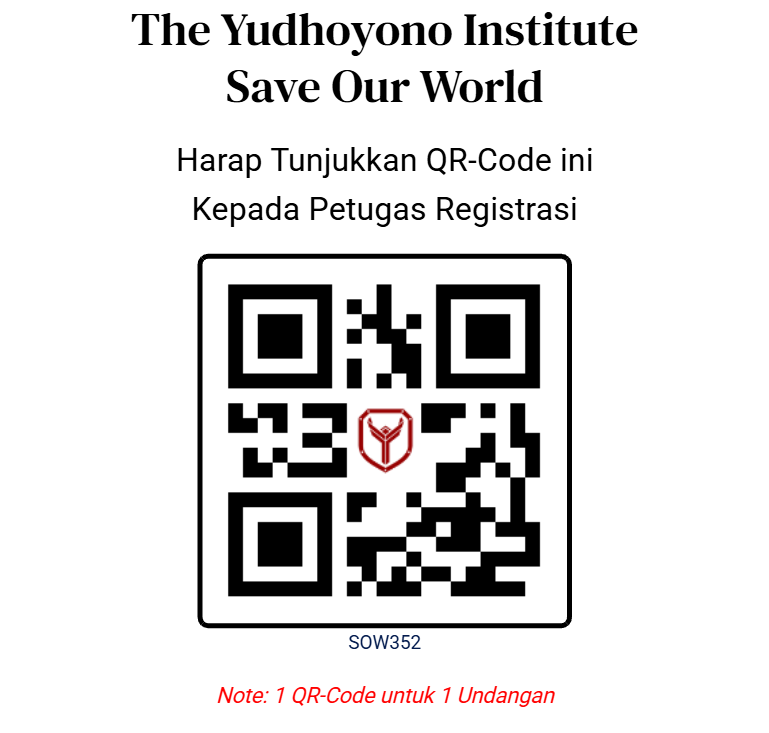 The Yudhoyono Institute
Save Our World
Harap Tunjukkan QR-Code ini
Kepada Petugas Registrasi
SOW352
Note: 1 QR-Code untuk 1 Undangan